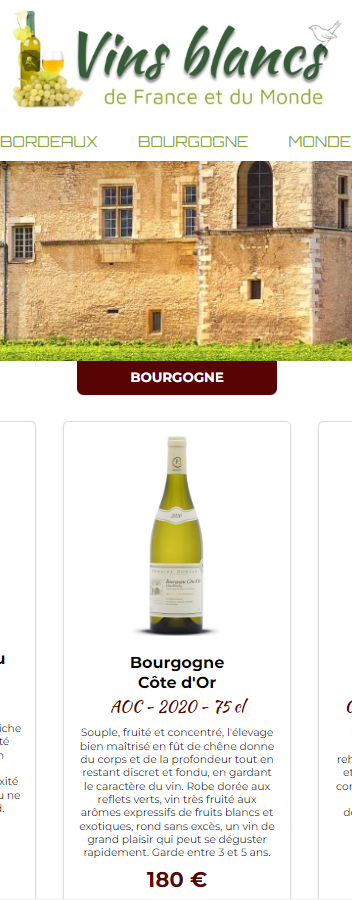 Vins blancs
de France et du Monde
BORDEAUX BOURGOGNE MONDE
BOURGOGNE
2020
Bourgogne
Côte d'Or
AOC - 2020 - 75 cl
Souple, fruité et concentré, l'élevage
bien maîtrisé en fût de chêne donne
du corps et de la profondeur tout en
restant discret et fondu, en gardant
le caractère du vin. Robe dorée aux
reflets verts, vin très fruité aux
arômes expressifs de fruits blancs et
exotiques, rond sans excès, un vin de
grand plaisir qui peut se déguster
rapidement. Garde entre 3 et 5 ans.
180 €